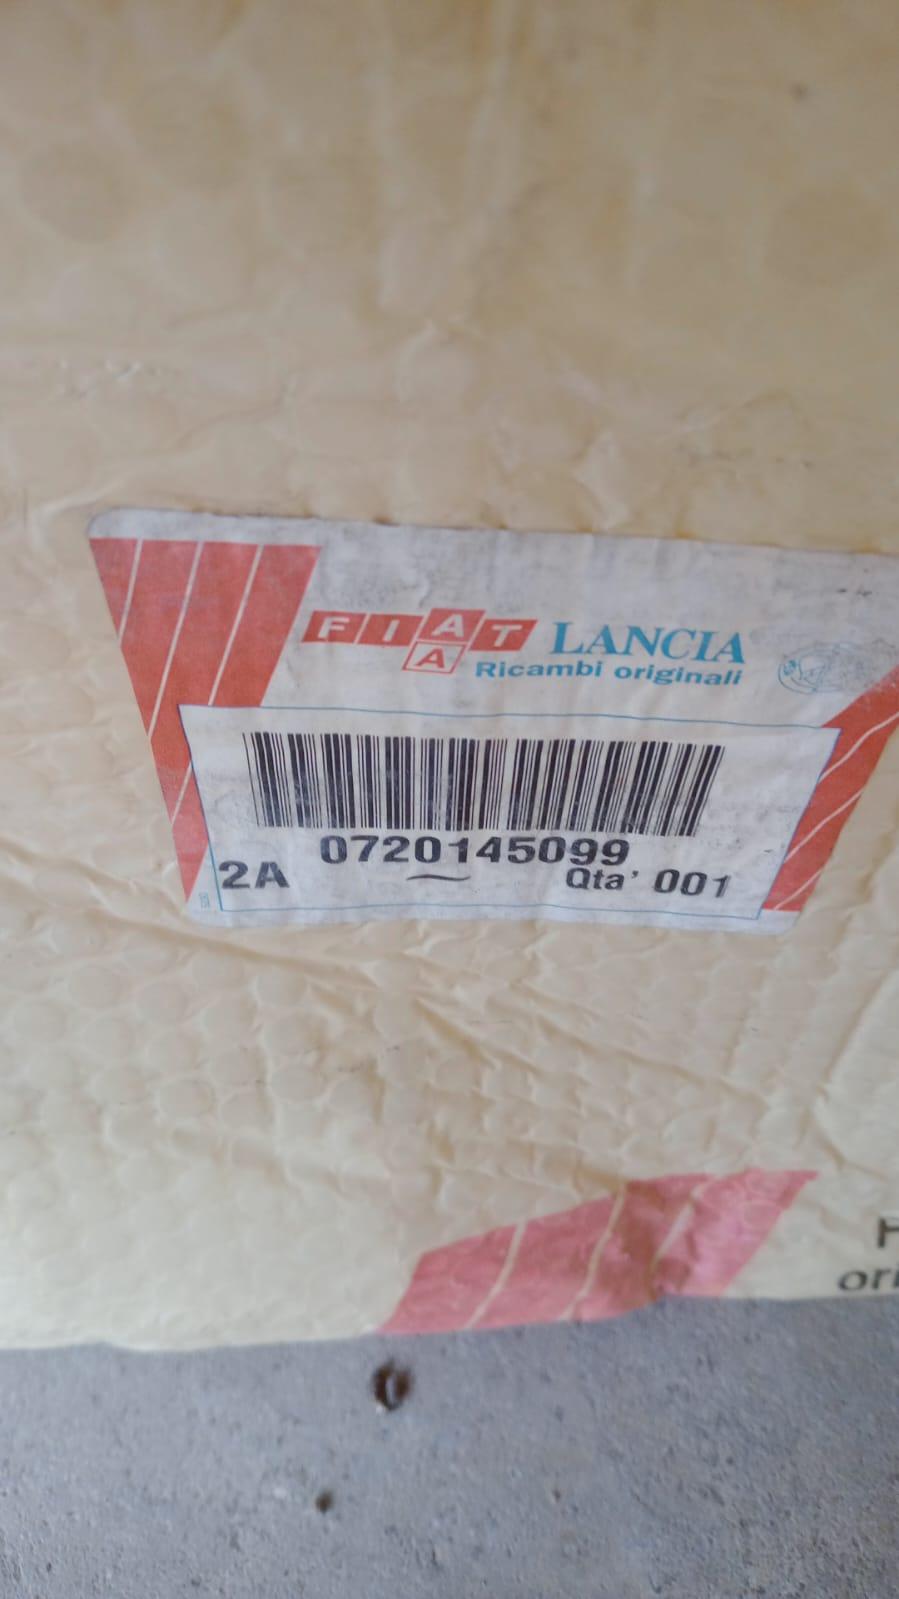 FIAT LANCIA
A Ricambi originali
0720145099
2A Qta' 001